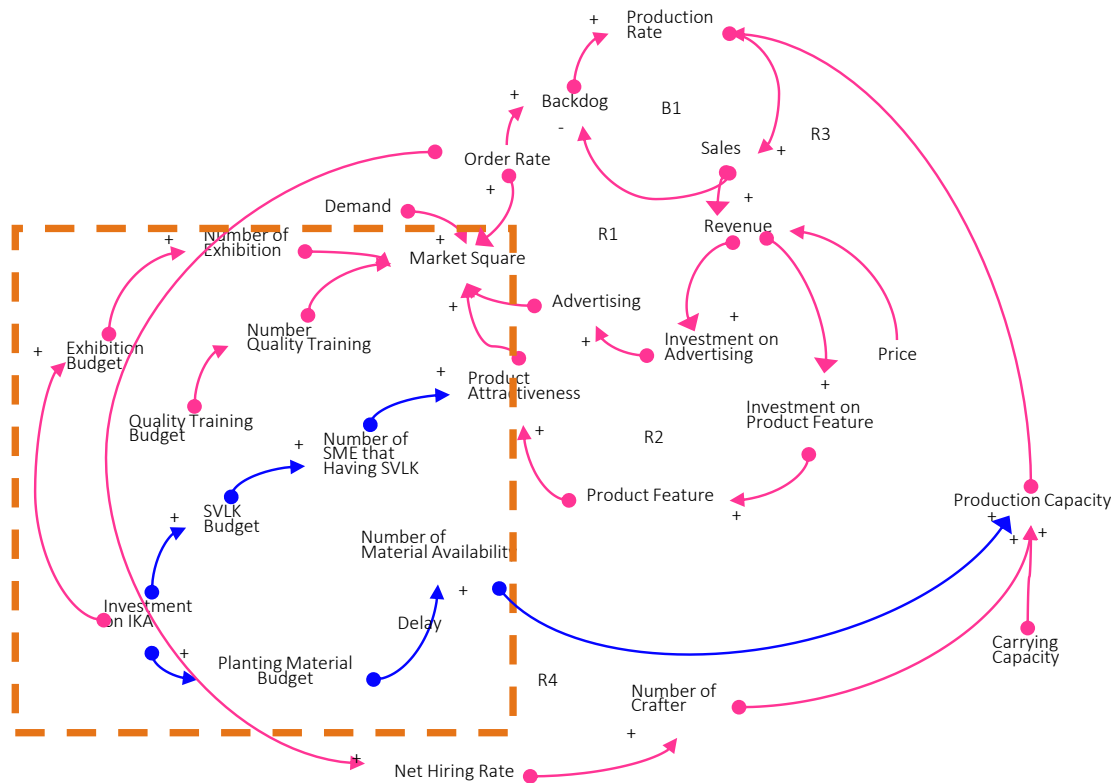 Production
Rate
+
Backdog
+
B1
-
R3
Sales
+
Order Rate
+
+
Demand
Revenue
R1
+
Number of
Exhibition
+
Market Square
Advertising
+
+
Number
Quality Training
Investment on
Advertising
+
Price
Exhibition
Budget
+
Product
Attractiveness
+
+
Investment on
Product Feature
Quality Training
Budget
Number of
SME that
Having SVLK
+
+
R2
Product Feature
+
Production Capacity
+
+
+
SVLK
Budget
+
Number of
Material Availability
+
Investment
on IKA
Delay
Carrying
Capacity
+
Planting Material
Budget
R4
Number of
Crafter
+
+
Net Hiring Rate